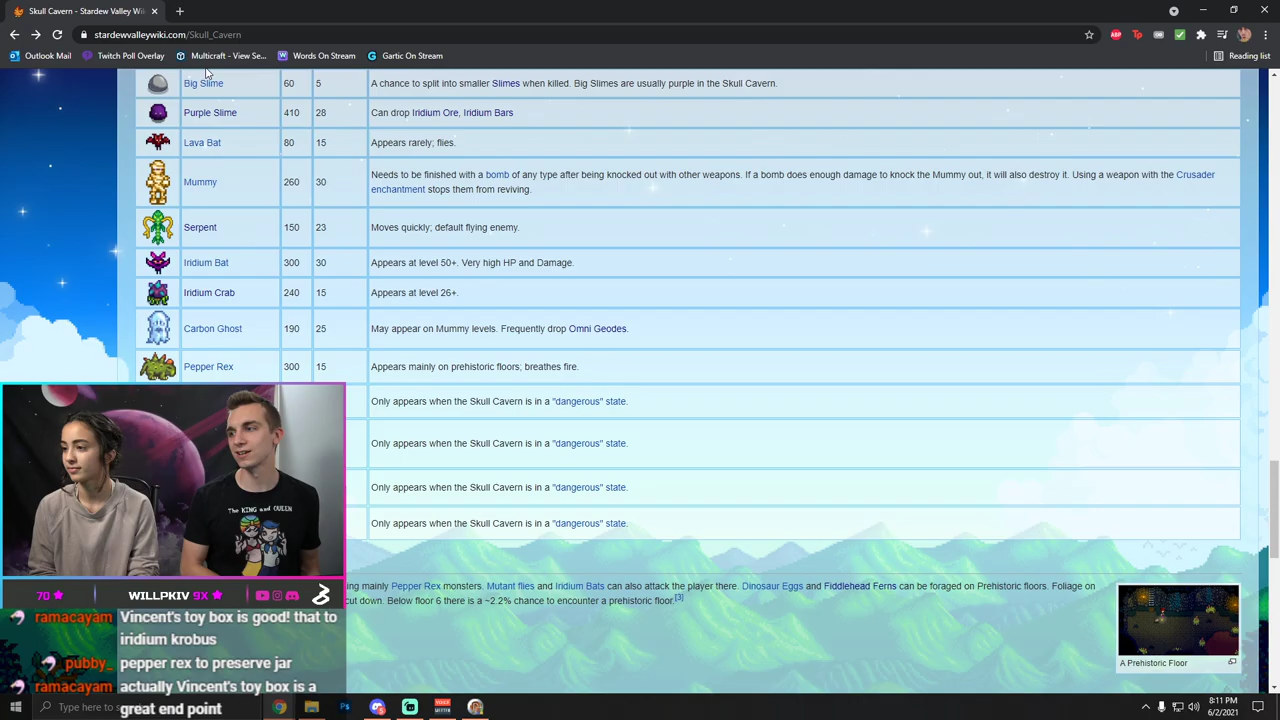 Skull Cavern - Stardew Valley Wi
stardewvalleywiki.com/Skull_Cavern
Outlook Mail
Twitch Poll Overlay
Multicraft - View Se...
Words On Stream
Gartic On Stream
Reading list
Big Slime 60 5 A chance to split into smaller Slimes when killed. Big Slimes are usually purple in the Skull Cavern.
Purple Slime 410 28 Can drop Iridium Ore, Iridium Bars
Lava Bat 80 15 Appears rarely; flies.
Mummy 260 30 Needs to be finished with a bomb of any type after being knocked out with other weapons. If a bomb does enough damage to knock the Mummy out, it will also destroy it. Using a weapon with the Crusader
enchantment stops them from reviving.
Serpent 150 23 Moves quickly; default flying enemy.
Iridium Bat 300 30 Appears at level 50+. Very high HP and Damage.
Iridium Crab 240 15 Appears at level 26+.
Carbon Ghost 190 25 May appear on Mummy levels. Frequently drop Omni Geodes.
Pepper Rex 300 15 Appears mainly on prehistoric floors; breathes fire.
Only appears when the Skull Cavern is in a "dangerous" state.
Only appears when the Skull Cavern is in a "dangerous" state.
Only appears when the Skull Cavern is in a "dangerous" state.
Only appears when the Skull Cavern is in a "dangerous" state.
ng mainly Pepper Rex monsters. Mutant flies and Iridium Bats can also attack the player there. Dinosaur Eggs and Fiddlehead Ferns can be foraged on Prehistoric floors. Foliage on
cut down. Below floor 6 there is a ~2.2% chance to encounter a prehistoric floor.[3]
A Prehistoric Floor
The KING and QUEEN
70
WILLPKIV 9X
ramacayam Vincent's toy box is good! that to
iridium krobus
pubby_ pepper rex to preserve jar
ramacayam actually Vincent's toy box is a
great end point
Type here to
8:11 PM
6/2/2021